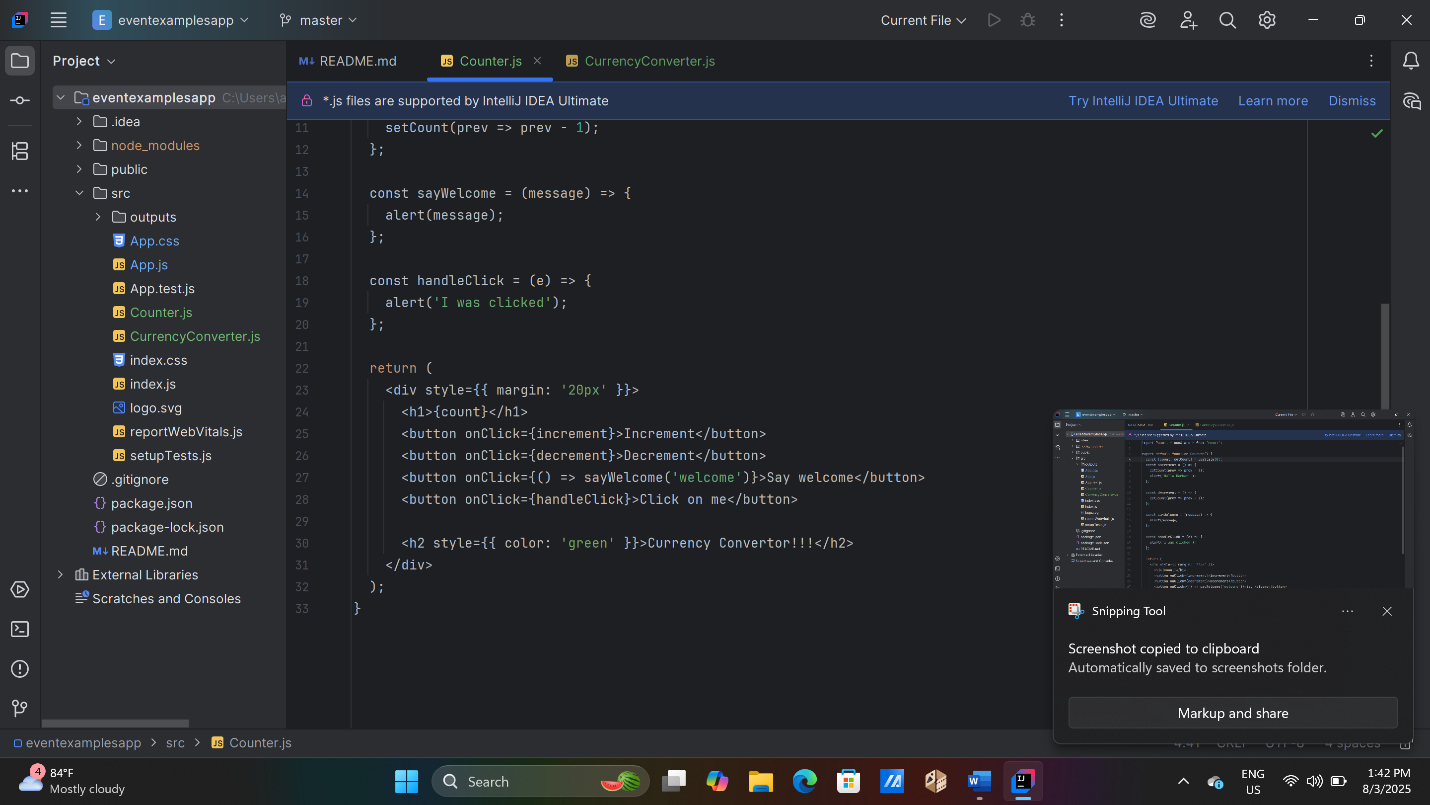 E eventexamplesapp master Current File
Project README.md Counter.js CurrencyConverter.js
*.js files are supported by IntelliJ IDEA Ultimate Try IntelliJ IDEA Ultimate Learn more Dismiss
eventexamplesapp C:\Users\a
.idea
node_modules
public
src
outputs
App.css
App.js
App.test.js
Counter.js
CurrencyConverter.js
index.css
index.js
logo.svg
reportWebVitals.js
setupTests.js
.gitignore
package.json
package-lock.json
README.md
External Libraries
Scratches and Consoles
11 setCount(prev => prev - 1);
12 };
13
14 const sayWelcome = (message) => {
15 alert(message);
16 };
17
18 const handleClick = (e) => {
19 alert('I was clicked');
20 };
21
22 return (
23 <div style={{ margin: '20px' }}>
24 <h1>{count}</h1>
25 <button onClick={increment}>Increment</button>
26 <button onClick={decrement}>Decrement</button>
27 <button onClick={() => sayWelcome('welcome')}>Say welcome</button>
28 <button onClick={handleClick}>Click on me</button>
29
30 <h2 style={{ color: 'green' }}>Currency Convertor!!!</h2>
31 </div>
32 );
33 }
Snipping Tool
Screenshot copied to clipboard
Automatically saved to screenshots folder.
Markup and share
eventexamplesapp > src > Counter.js
4
84°F
Mostly cloudy
Search
ENG
US
1:42 PM
8/3/2025